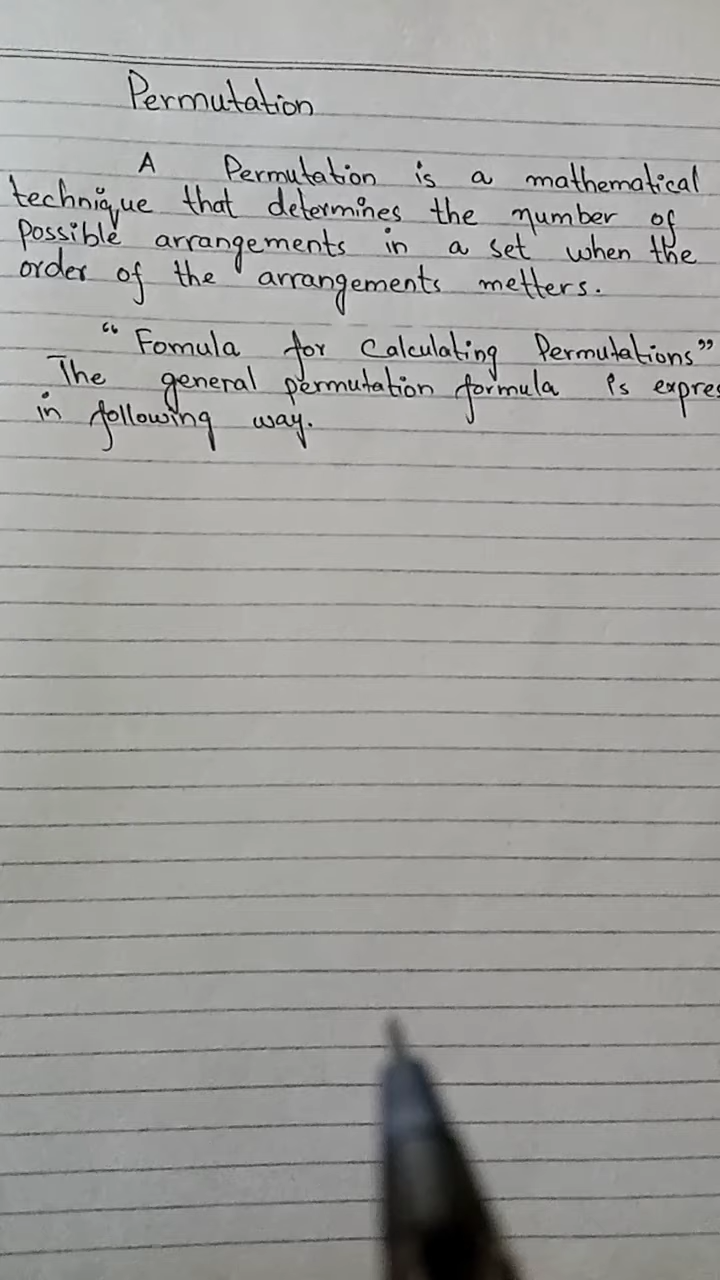 Permutation
A Permutation is a mathematical
technique that determines the number of
possible arrangements in a set when the
order of the arrangements metters.
"Fomula for Calculating Permutations"
The general permutation formula is expres
in following way.